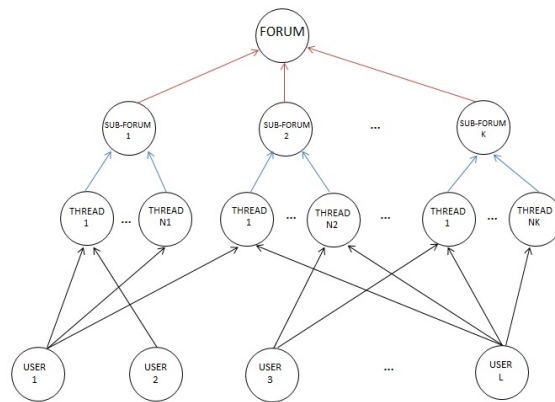 FORUM
SUB-FORUM
1
SUB-FORUM
2
...
SUB-FORUM
K
THREAD
1
...
THREAD
N1
THREAD
1
...
THREAD
N2
...
THREAD
1
...
THREAD
NK
USER
1
USER
2
USER
3
...
USER
L